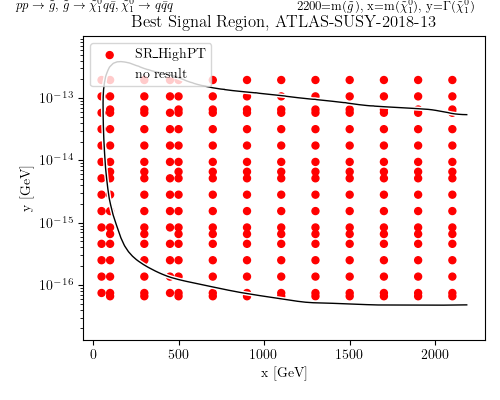 pp → g̃, g̃ → χ̃₁⁰qq̄, χ̃₁⁰ → qq̄q 2200=m(g̃), x=m(χ̃₁⁰), y=Γ(χ̃₁⁰)
Best Signal Region, ATLAS-SUSY-2018-13
SR_HighPT
no result
10⁻¹³
10⁻¹⁴
10⁻¹⁵
10⁻¹⁶
y [GeV]
0 500 1000 1500 2000
x [GeV]